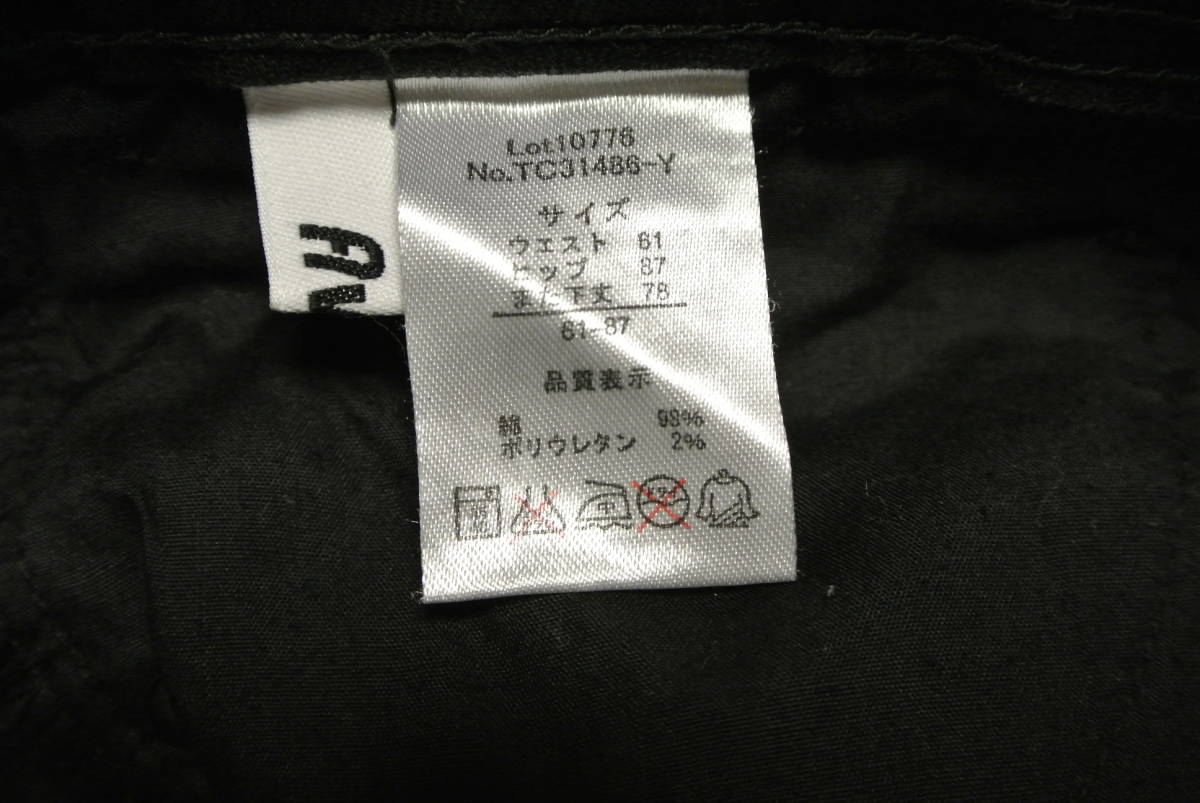 Lot10776
No.TC31486-Y
サイズ
ウエスト 61
ヒップ 87
また下丈 78
61-87
品質表示
綿 98%
ポリウレタン 2%